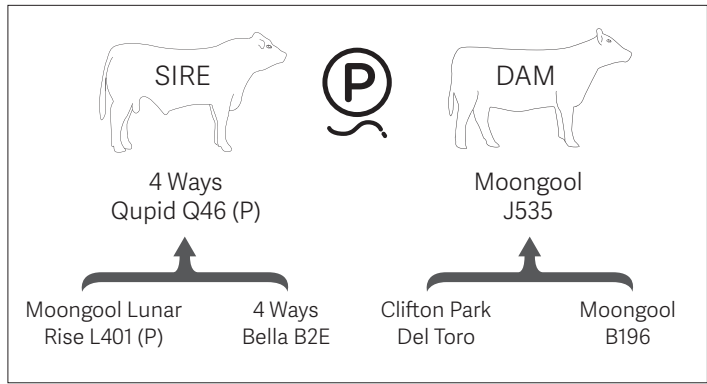 SIRE
P
DAM
4 Ways
Qupid Q46 (P)
Moongool
J535
Moongool Lunar
Rise L401 (P)
4 Ways
Bella B2E
Clifton Park
Del Toro
Moongool
B196